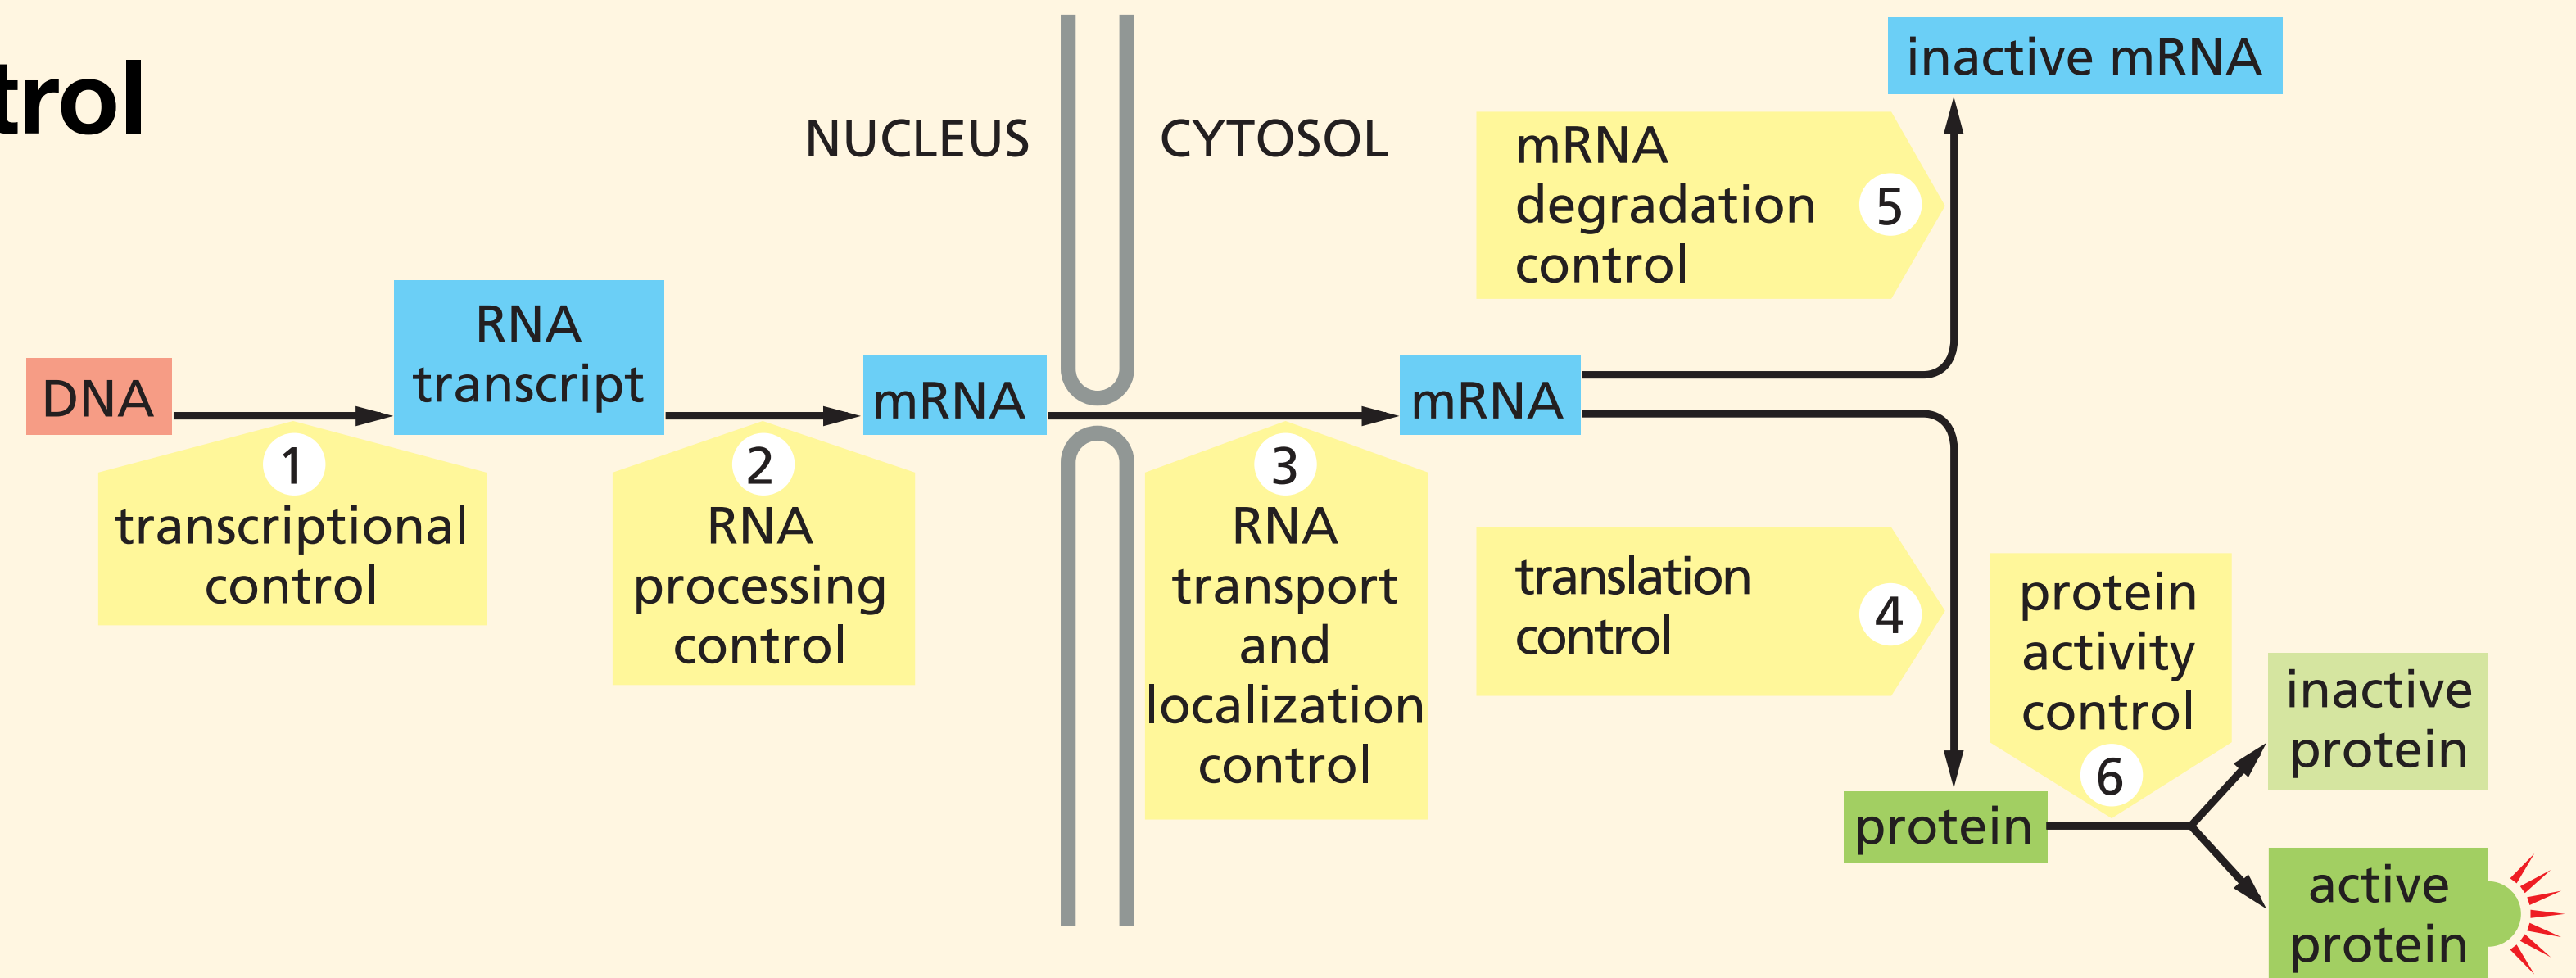 trol
NUCLEUS
CYTOSOL
inactive mRNA
mRNA
degradation
control
5
DNA
RNA
transcript
mRNA
mRNA
1
transcriptional
control
2
RNA
processing
control
3
RNA
transport
and
localization
control
translation
control
4
protein
activity
control
6
protein
inactive
protein
active
protein